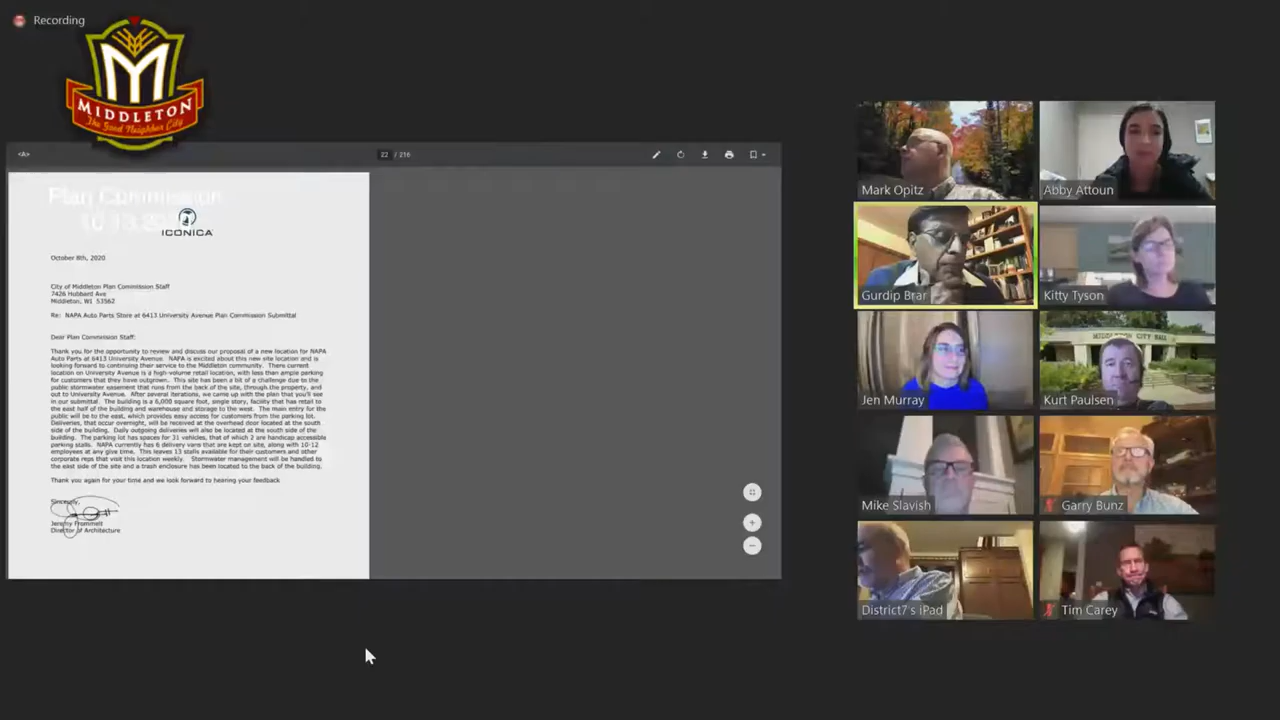 Recording
MIDDLETON
The Good Neighbor City
22 / 216
Plan Commission
ICONICA
October 8th, 2020
City of Middleton Plan Commission Staff
7426 Hubbard Ave
Middleton, WI 53562
Re: NAPA Auto Parts Store at 6413 University Avenue Plan Commission Submittal
Dear Plan Commission Staff:
Thank you for the opportunity to review and discuss our proposal of a new location for NAPA
Auto Parts at 6413 University Avenue. NAPA is excited about this new site location and is
looking forward to continuing their service to the Middleton community. There current
location on University Avenue is a high-volume retail location, with less than ample parking
for customers that they have outgrown. This site has been a bit of a challenge due to the
public stormwater easement that runs from the back of the site, through the property, and
out to University Avenue. After several iterations, we came up with the plan that you'll see
in our submittal. The building is a 6,000 square foot, single story, facility that has retail to
the east half of the building and warehouse and storage to the west. The main entry for the
public will be to the east, which provides easy access for customers from the parking lot.
Deliveries, that occur overnight, will be received at the overhead door located at the south
side of the building. Daily outgoing deliveries will also be located at the south side of the
building. The parking lot has spaces for 31 vehicles, that of which 2 are handicap accessible
parking stalls. NAPA currently has 6 delivery vans that are kept on site, along with 10-12
employees at any give time. This leaves 13 stalls available for their customers and other
corporate reps that visit this location weekly. Stormwater management will be handled to
the east side of the site and a trash enclosure has been located to the back of the building.
Thank you again for your time and we look forward to hearing your feedback
Sincerely,
Jeremy Frommelt
Director of Architecture
Mark Opitz
Abby Attoun
Gurdip Brar
Kitty Tyson
Jen Murray
MIDDLETON CITY HALL
Kurt Paulsen
Mike Slavish
Garry Bunz
District7's iPad
Tim Carey